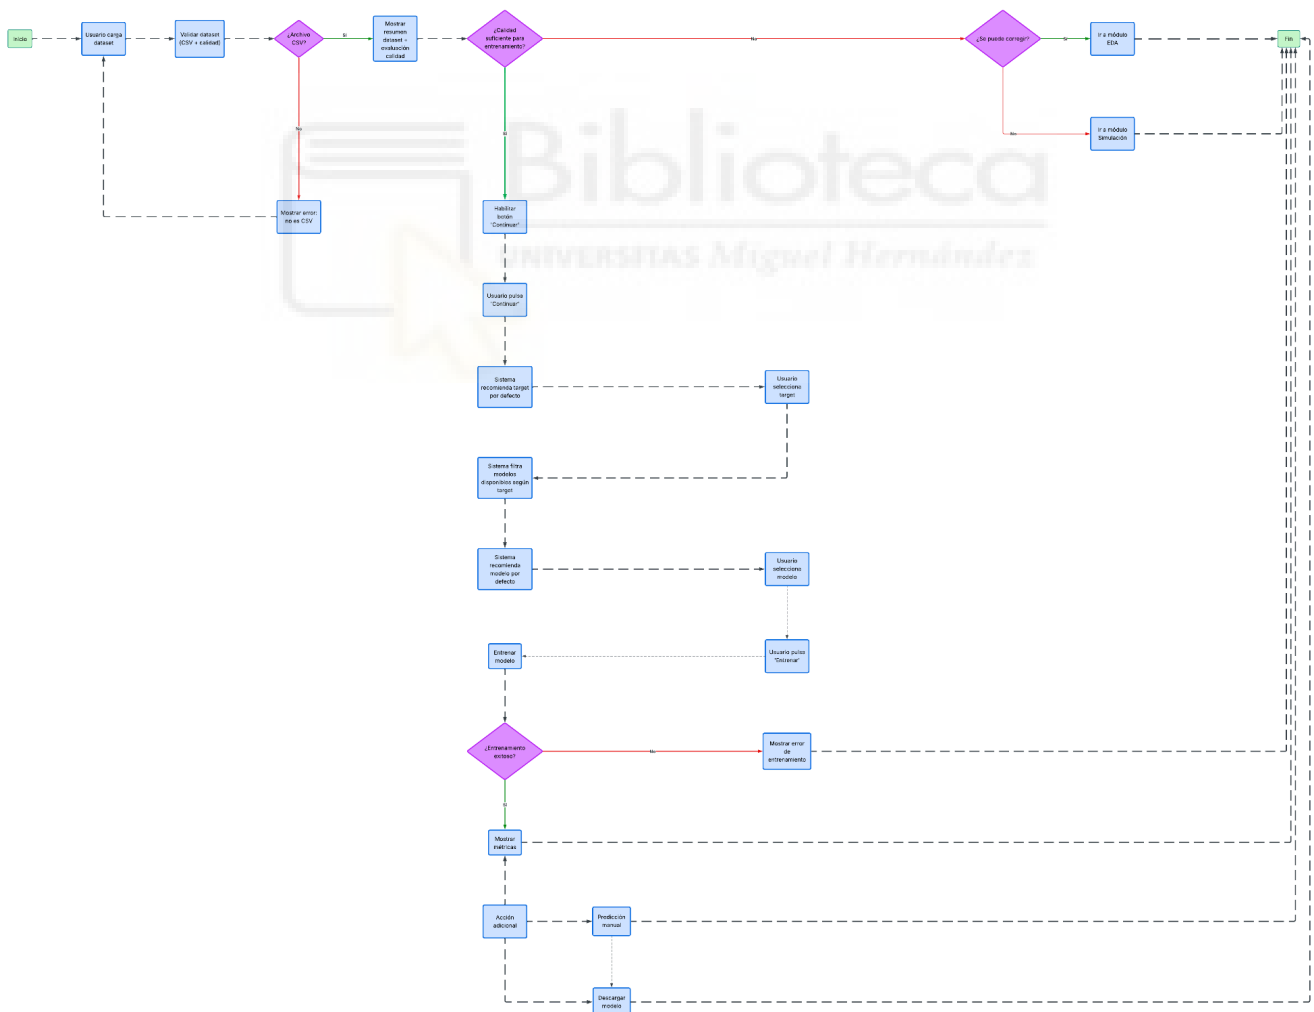 Inicio
Usuario carga
dataset
Validar dataset
(CSV + calidad)
¿Archivo
CSV?
Si
Mostrar
resumen
dataset +
evaluación
calidad
¿Calidad
suficiente para
entrenamiento?
No
¿Se puede corregir?
Si
Ir a módulo
EDA
Fin
No
Si
No
Ir a módulo
Simulación
Biblioteca
UNIVERSITAS Miguel Hernández
Mostrar error:
no es CSV
Habilitar
botón
"Continuar"
Usuario pulsa
"Continuar"
Sistema
recomienda target
por defecto
Usuario
selecciona
target
Sistema filtra
modelos
disponibles según
target
Sistema
recomienda
modelo por
defecto
Usuario
selecciona
modelo
Entrenar
modelo
Usuario pulsa
"Entrenar"
¿Entrenamiento
exitoso?
No
Mostrar error
de
entrenamiento
Si
Mostrar
métricas
Acción
adicional
Predicción
manual
Descargar
modelo